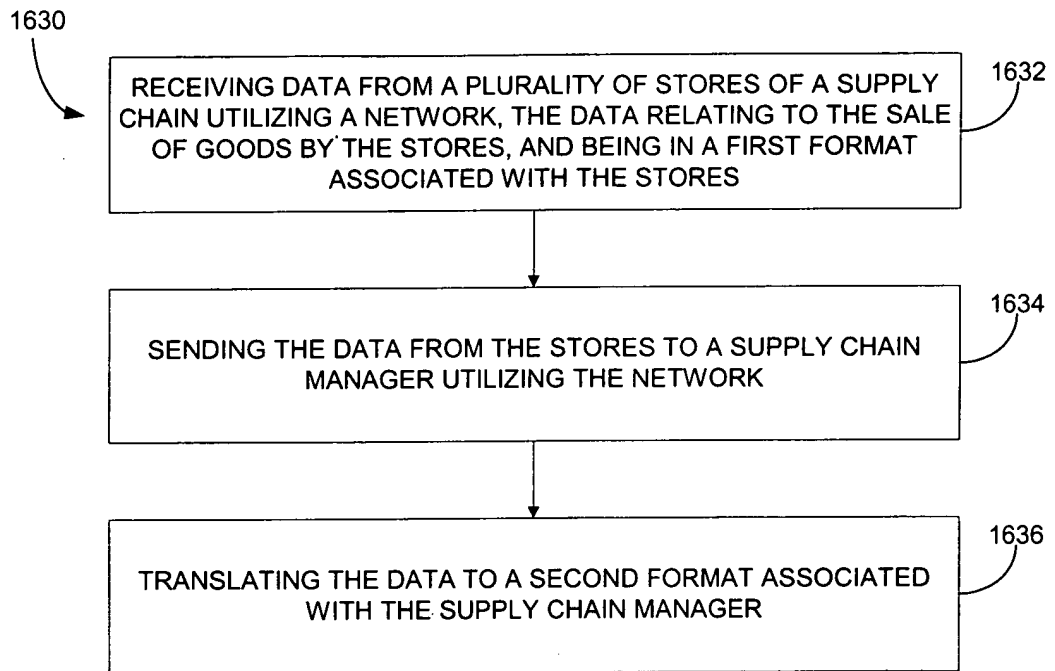 1630
1632
RECEIVING DATA FROM A PLURALITY OF STORES OF A SUPPLY
CHAIN UTILIZING A NETWORK, THE DATA RELATING TO THE SALE
OF GOODS BY THE STORES, AND BEING IN A FIRST FORMAT
ASSOCIATED WITH THE STORES
1634
SENDING THE DATA FROM THE STORES TO A SUPPLY CHAIN
MANAGER UTILIZING THE NETWORK
1636
TRANSLATING THE DATA TO A SECOND FORMAT ASSOCIATED
WITH THE SUPPLY CHAIN MANAGER